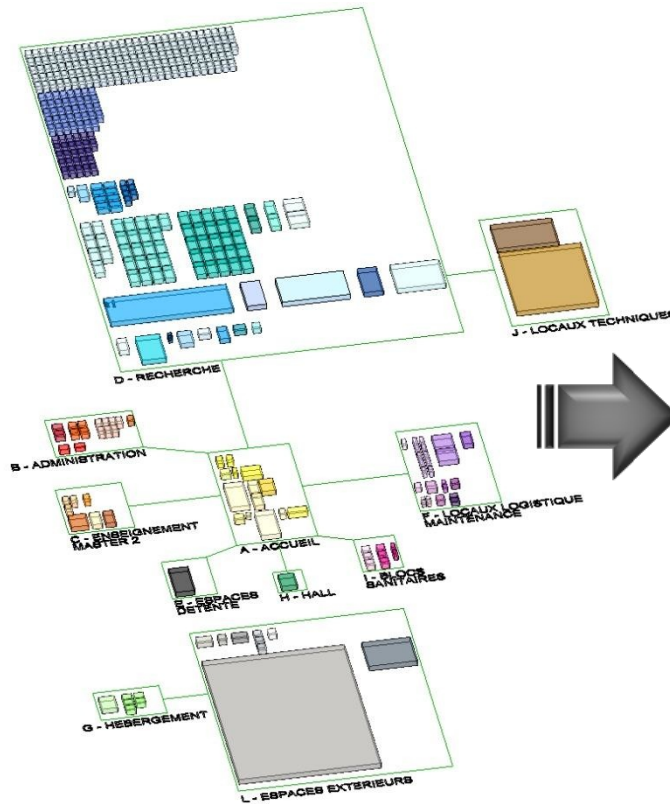 D - RECHERCHE
J - LOCAUX TECHNIQUES
B - ADMINISTRATION
C - ENSEIGNEMENT
MASTER 2
A - ACCUEIL
F - LOCAUX LOGISTIQUE
MAINTENANCE
E - ESPACES
DETENTE
H - HALL
I - BLOCS
SANITAIRES
G - HEBERGEMENT
L - ESPACES EXTERIEURS